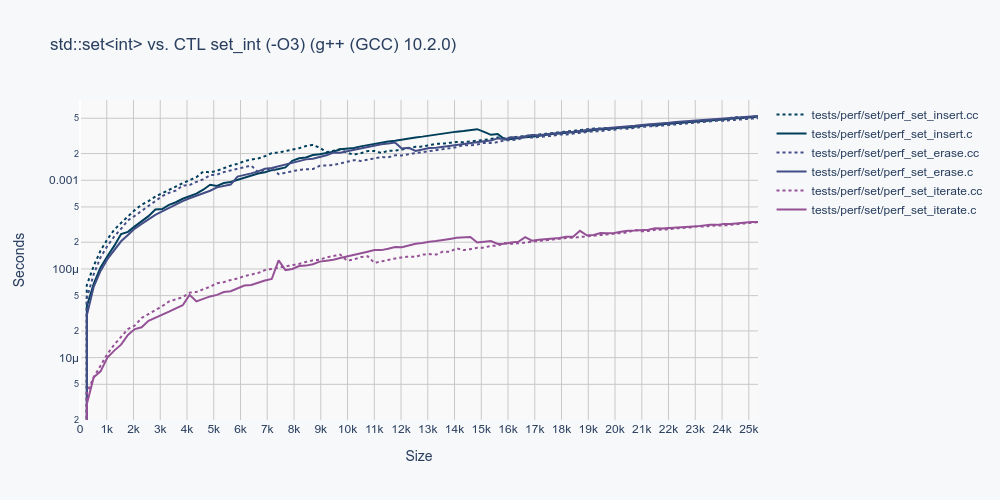 std::set<int> vs. CTL set_int (-O3) (g++ (GCC) 10.2.0)
5
2
0.001
5
2
100μ
5
2
10μ
5
2
Seconds
0 1k 2k 3k 4k 5k 6k 7k 8k 9k 10k 11k 12k 13k 14k 15k 16k 17k 18k 19k 20k 21k 22k 23k 24k 25k
Size
tests/perf/set/perf_set_insert.cc
tests/perf/set/perf_set_insert.c
tests/perf/set/perf_set_erase.cc
tests/perf/set/perf_set_erase.c
tests/perf/set/perf_set_iterate.cc
tests/perf/set/perf_set_iterate.c